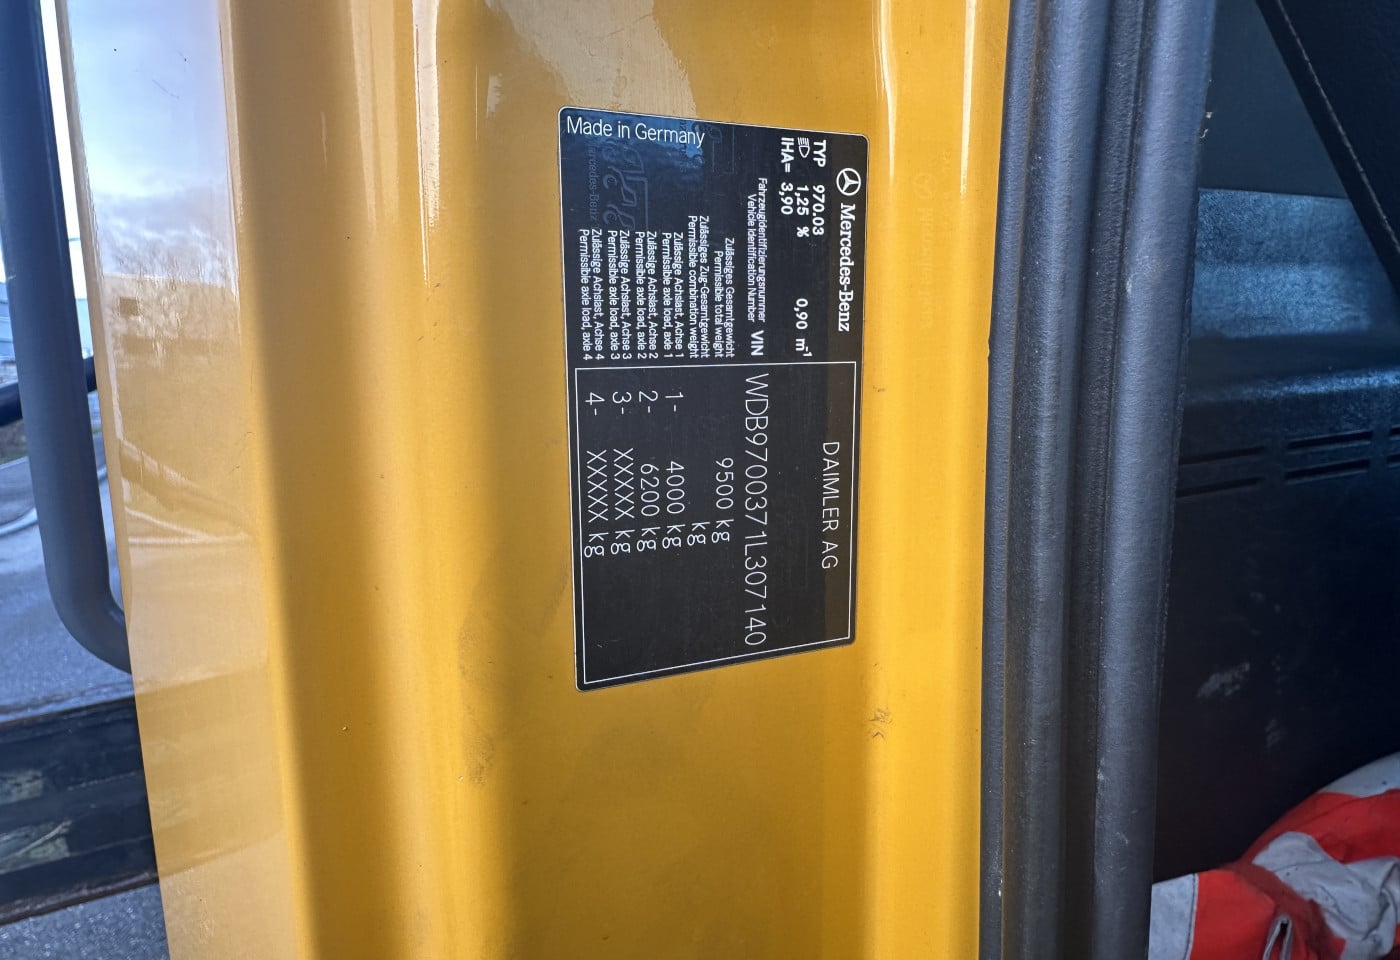 Mercedes-Benz
TYP 970.03
1,25 % 0,90 m⁻¹
IHA= 3,90
DAIMLER AG
Fahrzeugidentifizierungsnummer
Vehicle Identification Number VIN WDB9700371L307140
Zulässiges Gesamtgewicht
Permissible total weight 9500 kg
Zulässiges Zug-Gesamtgewicht
Permissible combination weight kg
Zulässige Achslast, Achse 1
Permissible axle load, axle 1 1- 4000 kg
Zulässige Achslast, Achse 2
Permissible axle load, axle 2 2- 6200 kg
Zulässige Achslast, Achse 3
Permissible axle load, axle 3 3- XXXXX kg
Zulässige Achslast, Achse 4
Permissible axle load, axle 4 4- XXXXX kg
Made in Germany